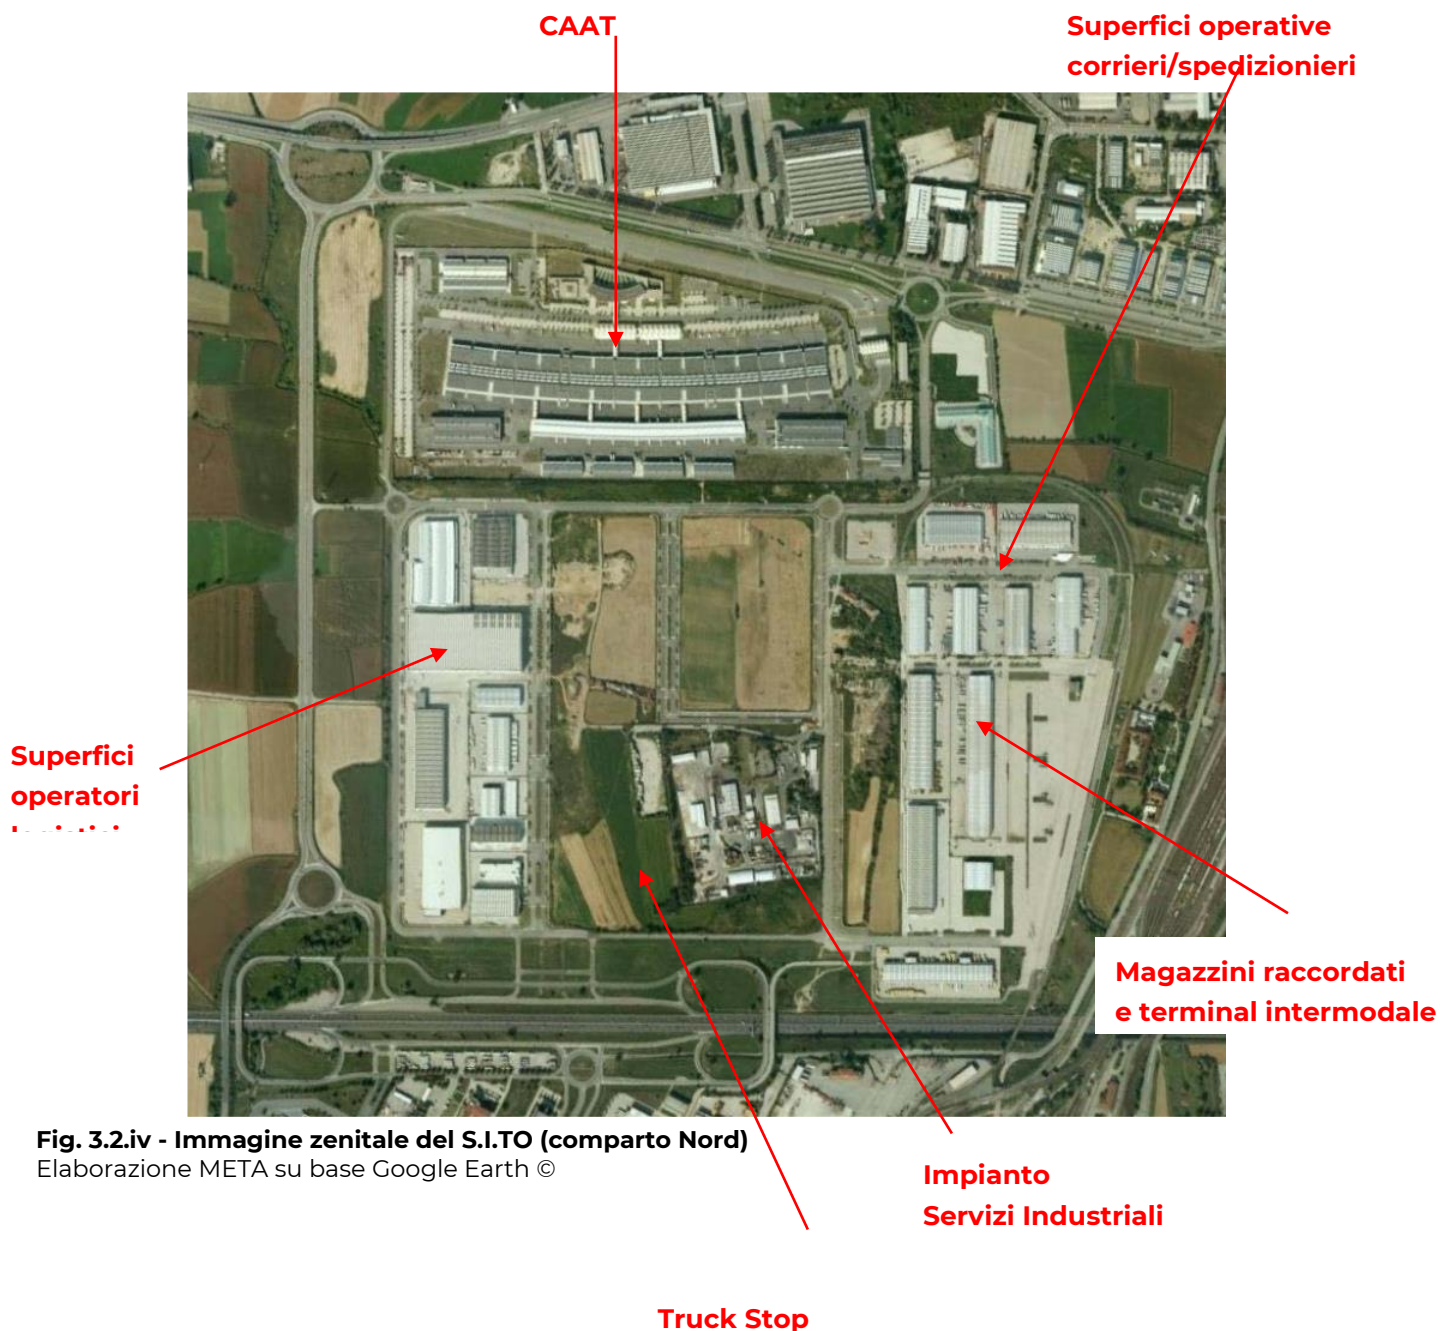 CAAT
Superfici operative
corrieri/spedizionieri
Superfici
operatori
Magazzini raccordati
e terminal intermodale
Fig. 3.2.iv - Immagine zenitale del S.I.TO (comparto Nord)
Elaborazione META su base Google Earth ©
Impianto
Servizi Industriali
Truck Stop